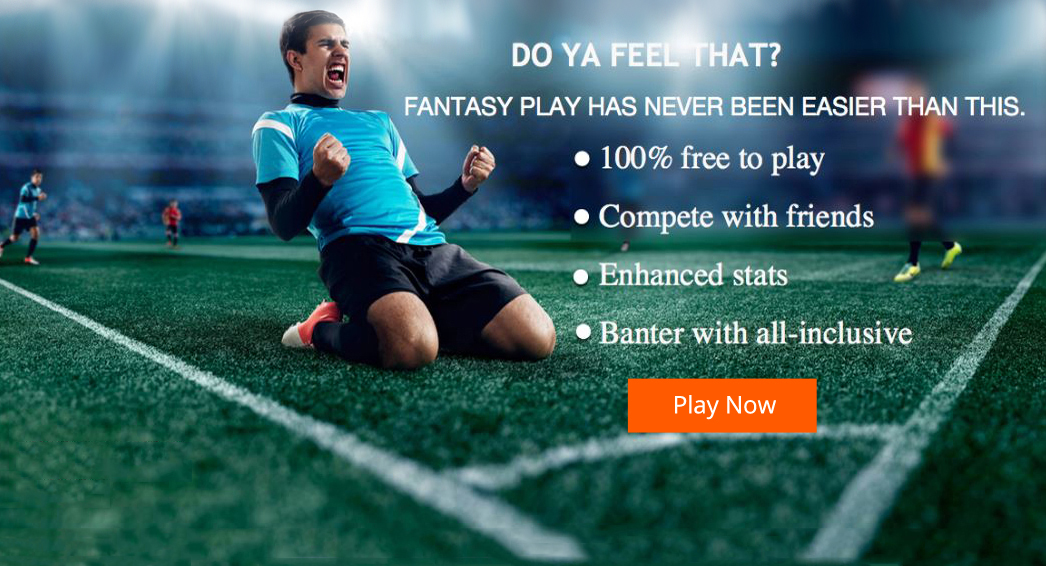 DO YA FEEL THAT?
FANTASY PLAY HAS NEVER BEEN EASIER THAN THIS.
• 100% free to play
• Compete with friends
• Enhanced stats
• Banter with all-inclusive
Play Now